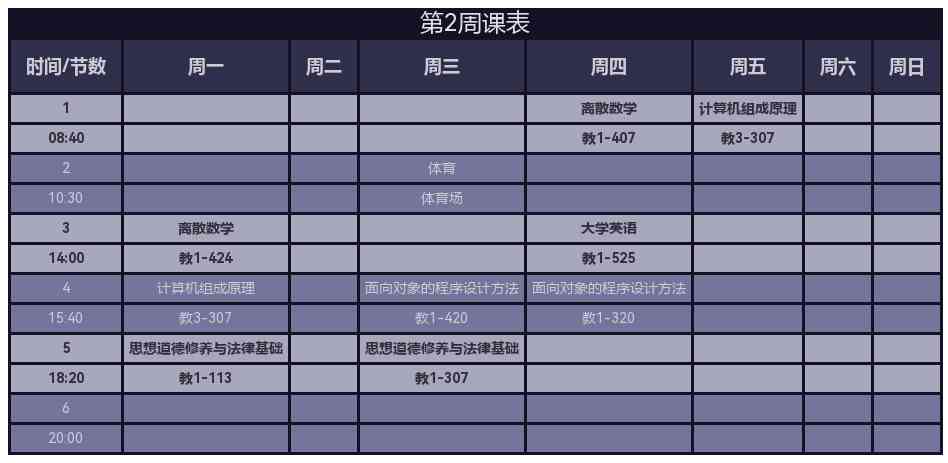 第2周课表
时间/节数 周一 周二 周三 周四 周五 周六 周日
1 离散数学 计算机组成原理
08:40 教1-407 教3-307
2 体育
10:30 体育场
3 离散数学 大学英语
14:00 教1-424 教1-525
4 计算机组成原理 面向对象的程序设计方法 面向对象的程序设计方法
15:40 教3-307 教1-420 教1-320
5 思想道德修养与法律基础 思想道德修养与法律基础
18:20 教1-113 教1-307
6
20:00